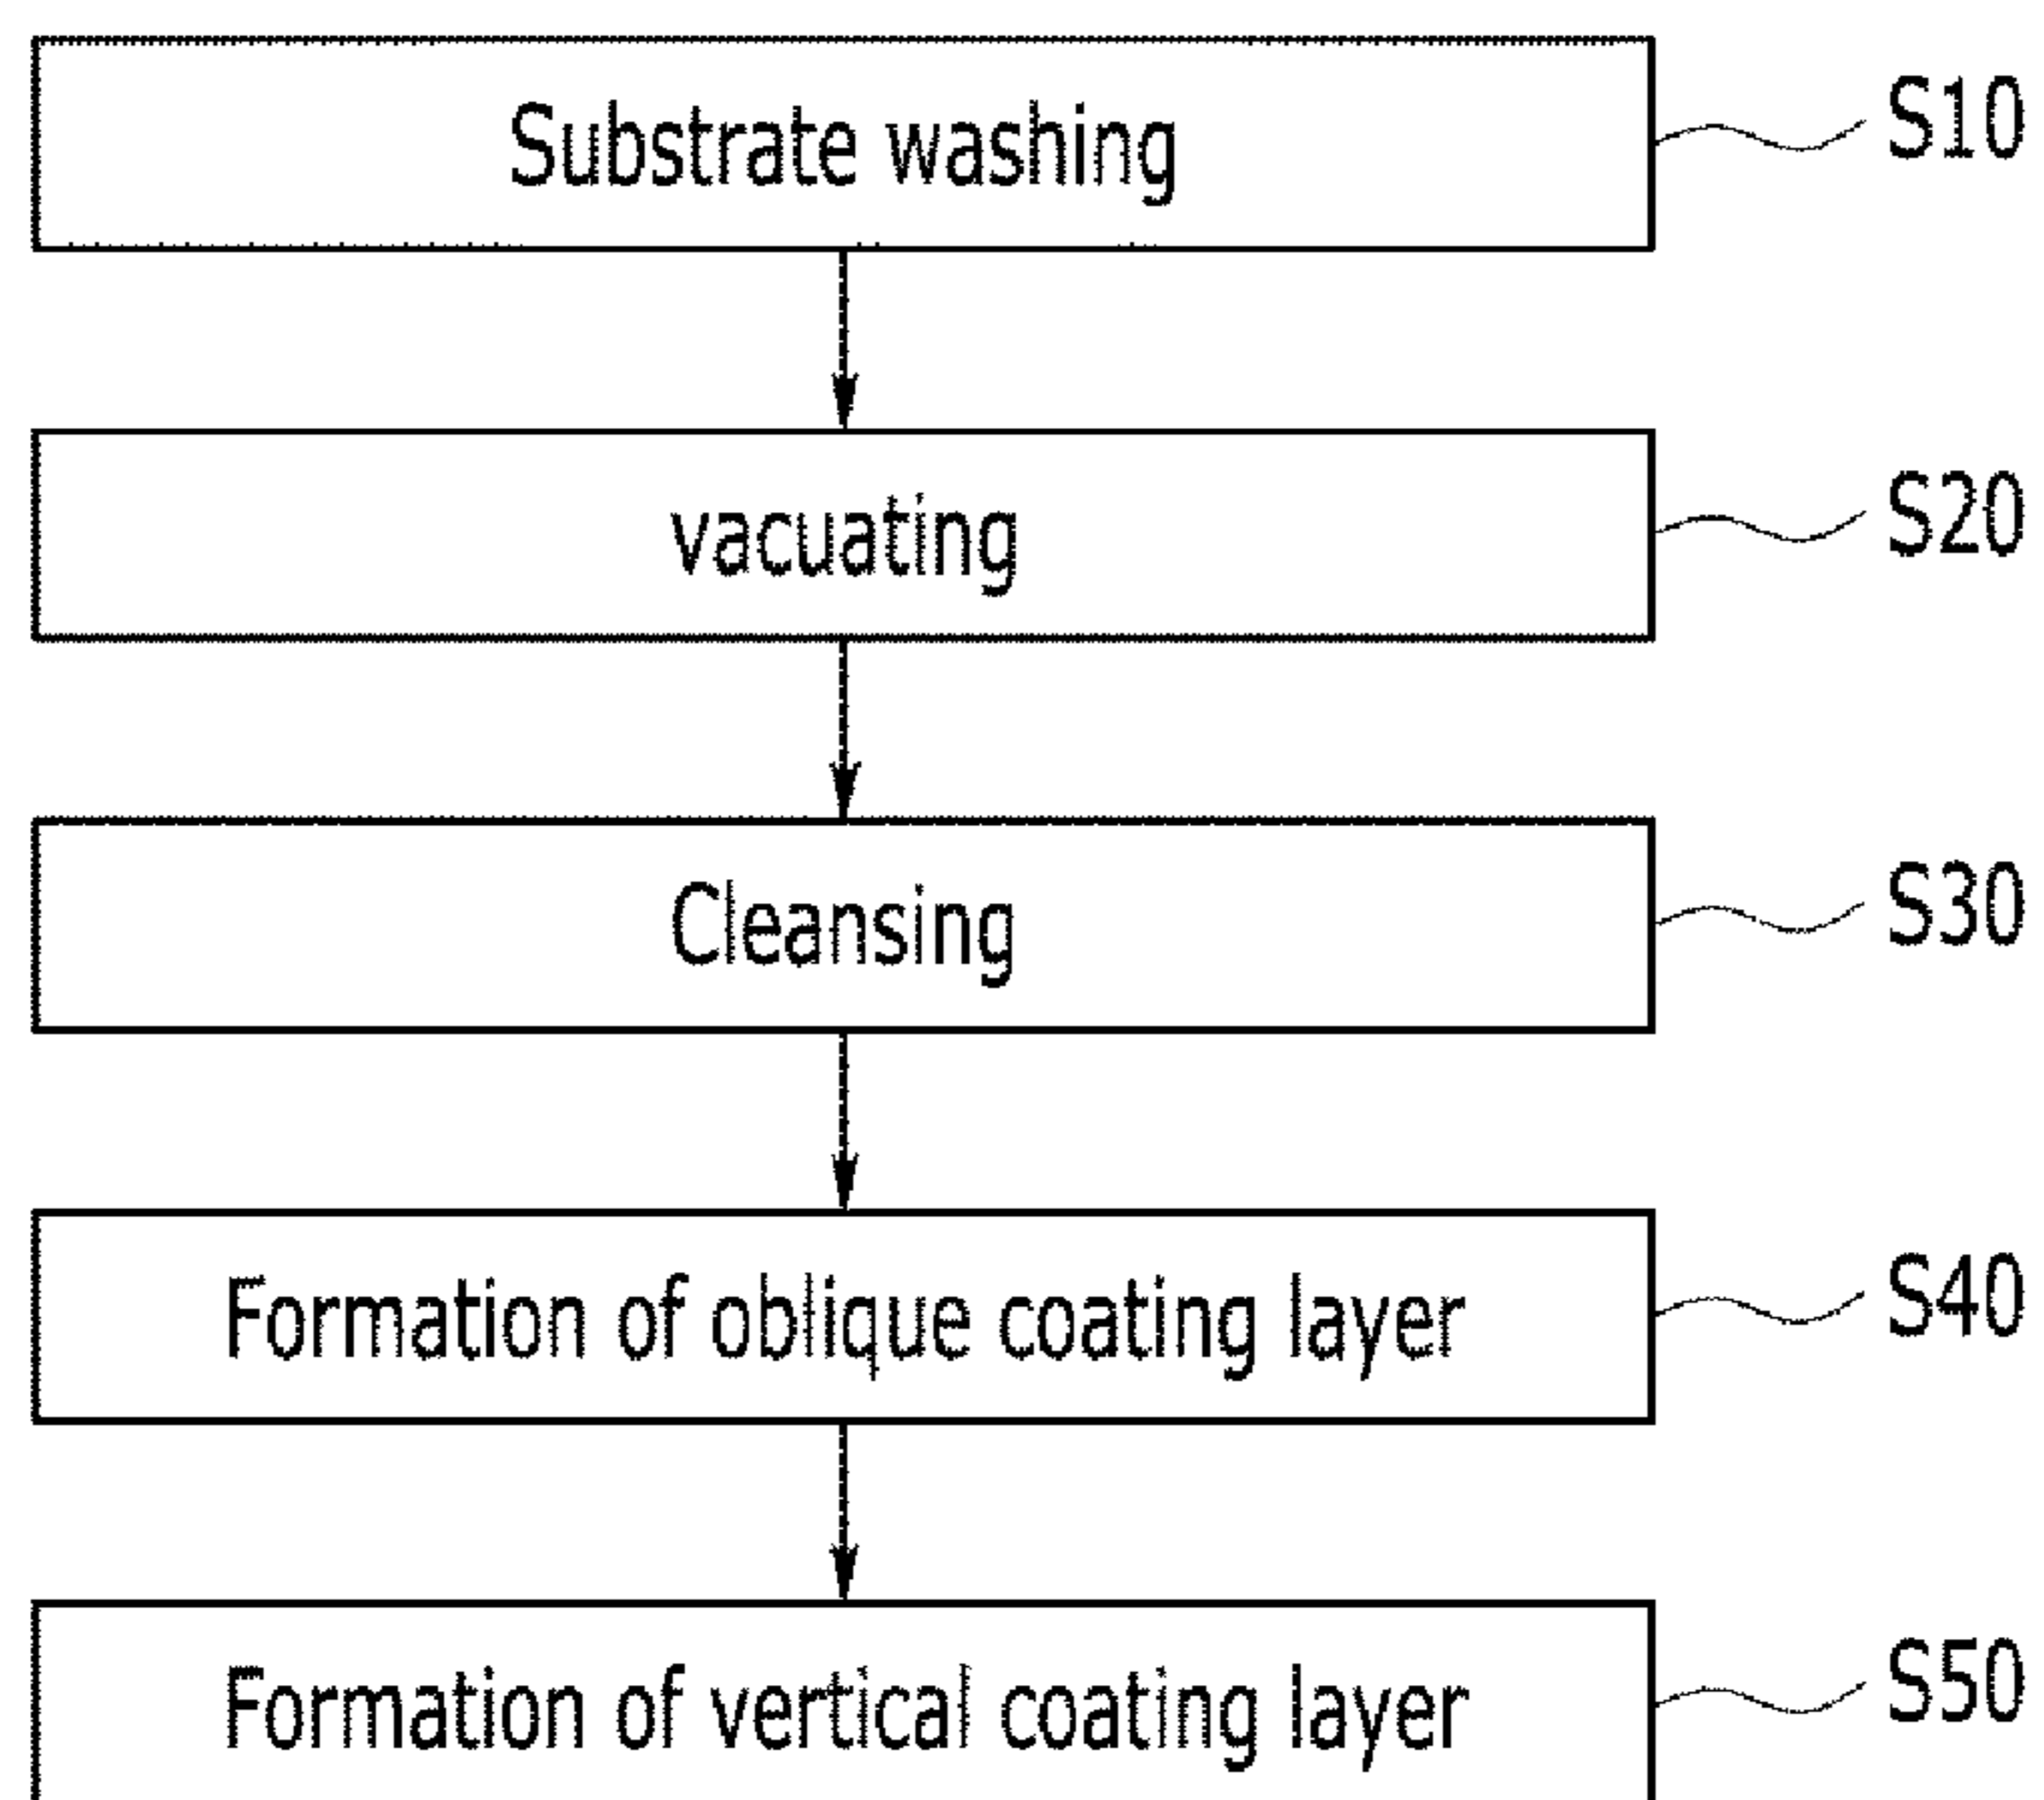 Substrate washing S10
vacuating S20
Cleansing S30
Formation of oblique coating layer S40
Formation of vertical coating layer S50